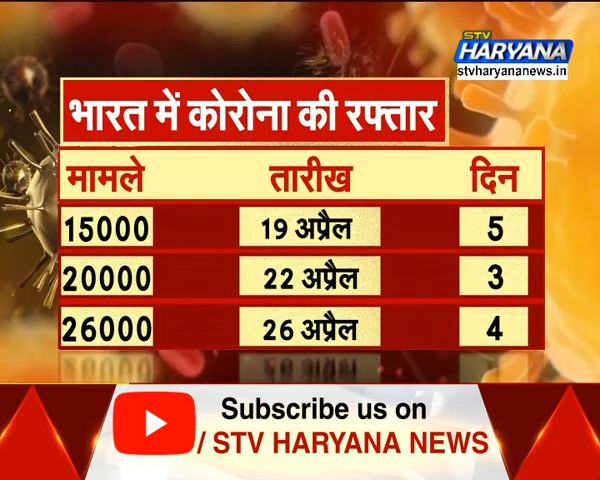 STV
HARYANA
stvharyananews.in
भारत में कोरोना की रफ्तार
मामले तारीख दिन
15000 19 अप्रैल 5
20000 22 अप्रैल 3
26000 26 अप्रैल 4
Subscribe us on
/ STV HARYANA NEWS